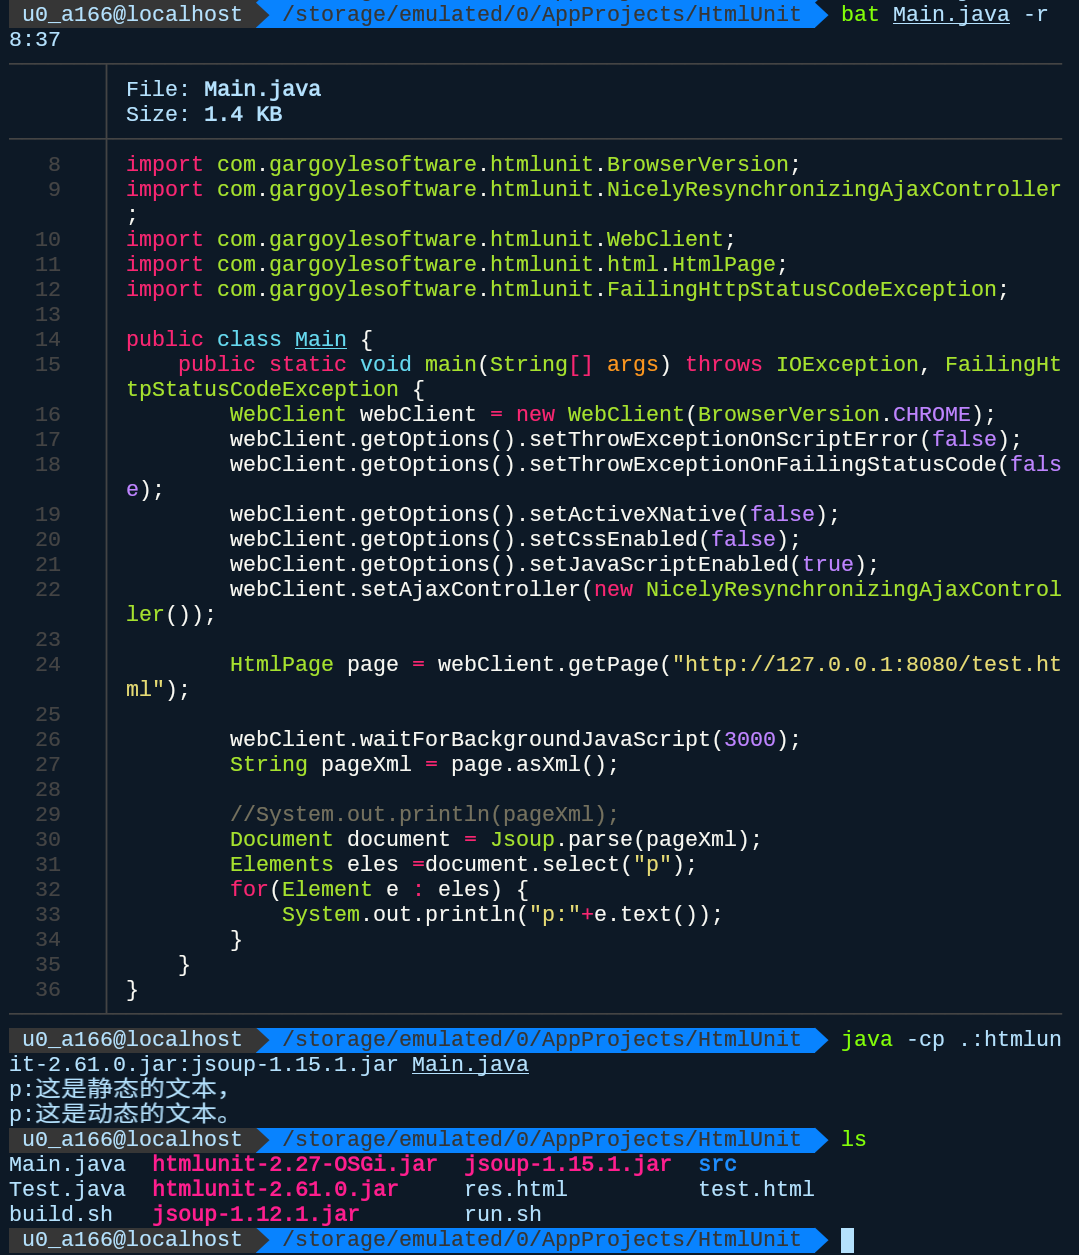 u0_a166@localhost /storage/emulated/0/AppProjects/HtmlUnit bat Main.java -r
8:37
File: Main.java
Size: 1.4 KB
8 import com.gargoylesoftware.htmlunit.BrowserVersion;
9 import com.gargoylesoftware.htmlunit.NicelyResynchronizingAjaxController
;
10 import com.gargoylesoftware.htmlunit.WebClient;
11 import com.gargoylesoftware.htmlunit.html.HtmlPage;
12 import com.gargoylesoftware.htmlunit.FailingHttpStatusCodeException;
13
14 public class Main {
15     public static void main(String[] args) throws IOException, FailingHt
tpStatusCodeException {
16         WebClient webClient = new WebClient(BrowserVersion.CHROME);
17         webClient.getOptions().setThrowExceptionOnScriptError(false);
18         webClient.getOptions().setThrowExceptionOnFailingStatusCode(fals
e);
19         webClient.getOptions().setActiveXNative(false);
20         webClient.getOptions().setCssEnabled(false);
21         webClient.getOptions().setJavaScriptEnabled(true);
22         webClient.setAjaxController(new NicelyResynchronizingAjaxControl
ler());
23
24         HtmlPage page = webClient.getPage("http://127.0.0.1:8080/test.ht
ml");
25
26         webClient.waitForBackgroundJavaScript(3000);
27         String pageXml = page.asXml();
28
29         //System.out.println(pageXml);
30         Document document = Jsoup.parse(pageXml);
31         Elements eles =document.select("p");
32         for(Element e : eles) {
33             System.out.println("p:"+e.text());
34         }
35     }
36 }
u0_a166@localhost /storage/emulated/0/AppProjects/HtmlUnit java -cp .:htmlun
it-2.61.0.jar:jsoup-1.15.1.jar Main.java
p:这是静态的文本，
p:这是动态的文本。
u0_a166@localhost /storage/emulated/0/AppProjects/HtmlUnit ls
Main.java htmlunit-2.27-OSGi.jar jsoup-1.15.1.jar src
Test.java htmlunit-2.61.0.jar res.html test.html
build.sh jsoup-1.12.1.jar run.sh
u0_a166@localhost /storage/emulated/0/AppProjects/HtmlUnit